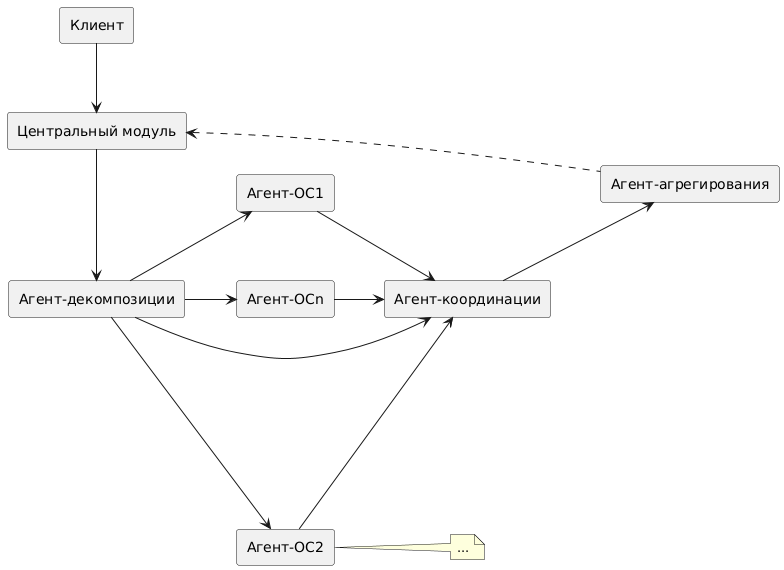 Клиент
Центральный модуль
Агент-агрегирования
Агент-ОС1
Агент-декомпозиции
Агент-ОСn
Агент-координации
Агент-ОС2
...